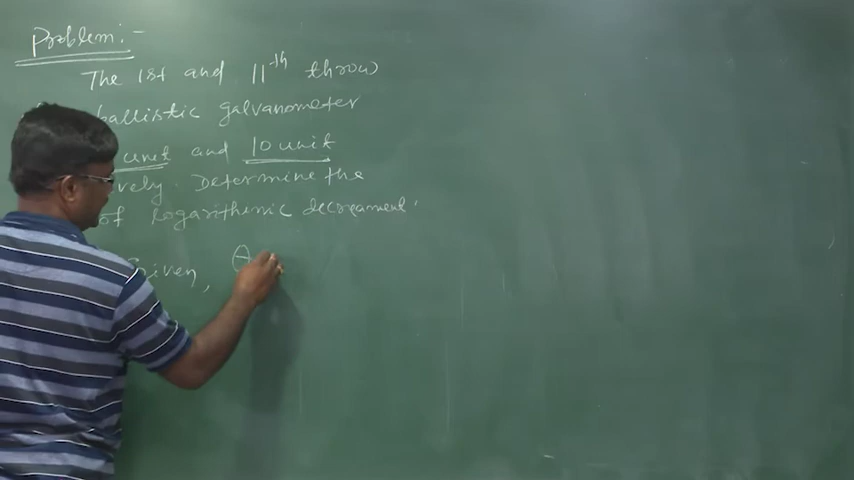 Problem:-
The 1st and 11-th throw
ballistic galvanometer
unit and 10 unit
vely. Determine the
of Logarithemic decreament.
Given, θ